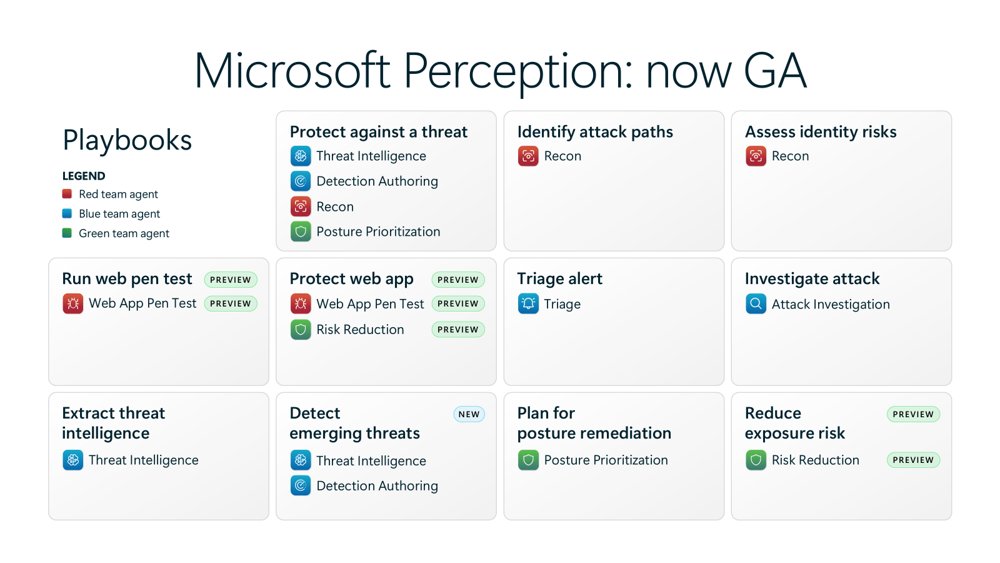 Microsoft Perception: now GA
Playbooks
LEGEND
Red team agent
Blue team agent
Green team agent
Protect against a threat
Threat Intelligence
Detection Authoring
Recon
Posture Prioritization
Identify attack paths
Recon
Assess identity risks
Recon
Run web pen test PREVIEW
Web App Pen Test PREVIEW
Protect web app PREVIEW
Web App Pen Test PREVIEW
Risk Reduction PREVIEW
Triage alert
Triage
Investigate attack
Attack Investigation
Extract threat
intelligence
Threat Intelligence
Detect NEW
emerging threats
Threat Intelligence
Detection Authoring
Plan for
posture remediation
Posture Prioritization
Reduce PREVIEW
exposure risk
Risk Reduction PREVIEW